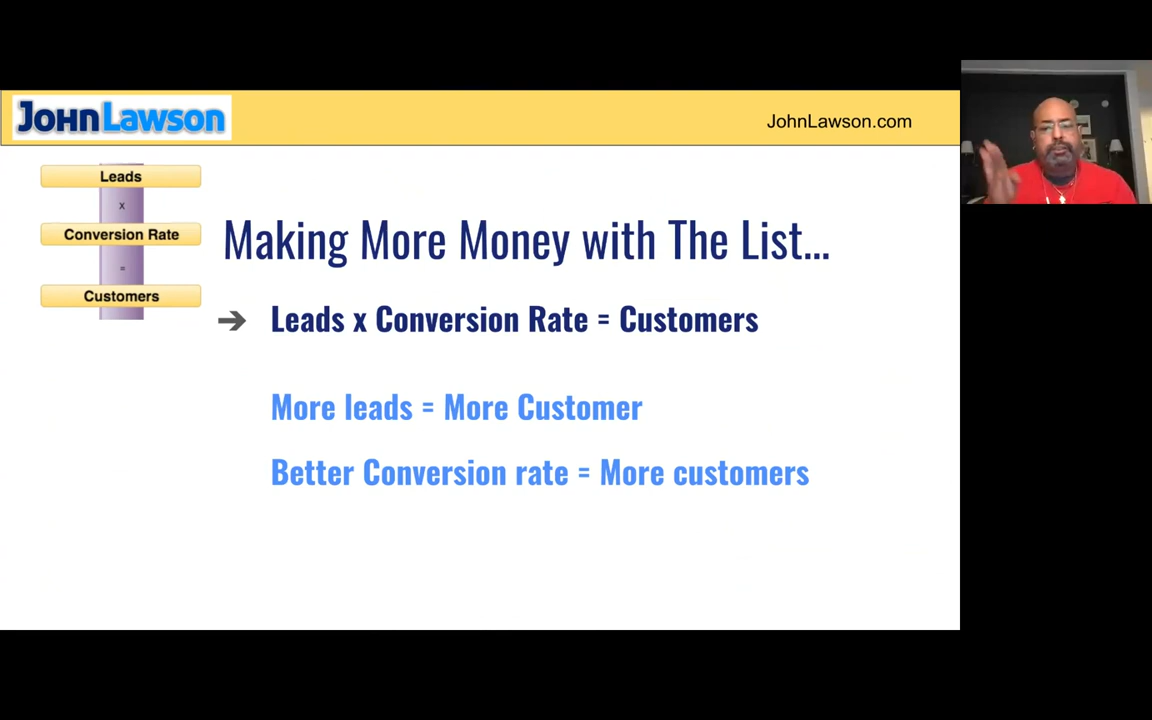 JohnLawson
JohnLawson.com
Leads
x
Conversion Rate
=
Customers
Making More Money with The List...
➔ Leads x Conversion Rate = Customers
More leads = More Customer
Better Conversion rate = More customers